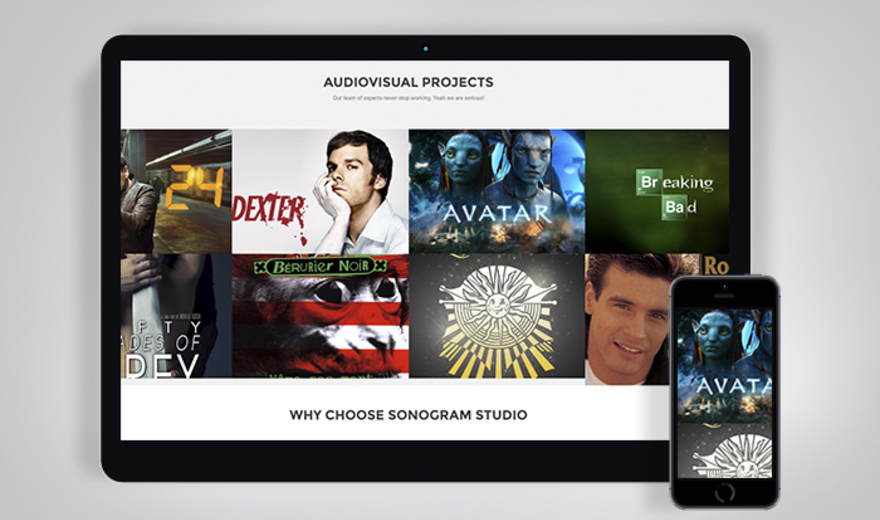 AUDIOVISUAL PROJECTS
Our team of experts never stop working. Yeah we are serious!
24
DEXTER
AVATAR
Br eaking
Ba d
BÉRURIER NOIR
Ro
FTY
ADES OF
REY
AVATA
WHY CHOOSE SONOGRAM STUDIO